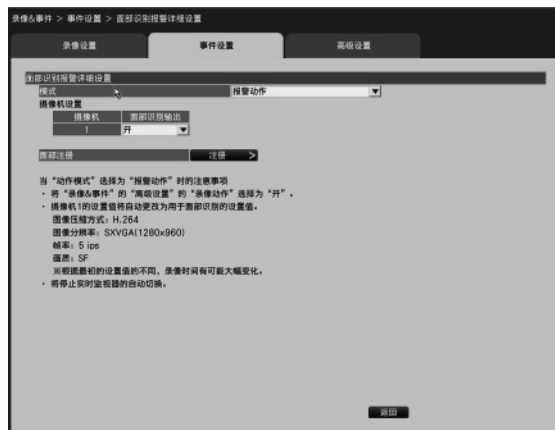 录像&事件 > 事件设置 > 面部识别报警详细设置
录像设置 事件设置 高级设置
面部识别报警详细设置
模式 报警动作
摄像机设置
摄像机 面部识别输出
1 开
面部注册 注册 >
当“动作模式”选择为“报警动作”时的注意事项
・ 将“录像&事件”的“高级设置”的“录像动作”选择为“开”。
・ 摄像机1的设置值将自动更改为用于面部识别的设置值。
图像压缩方式: H.264
图像分辨率: SXVGA(1280x960)
帧率: 5 ips
画质: SF
※根据最初的设置值的不同, 录像时间有可能大幅变化。
・ 将停止实时监视器的自动切换。
返回